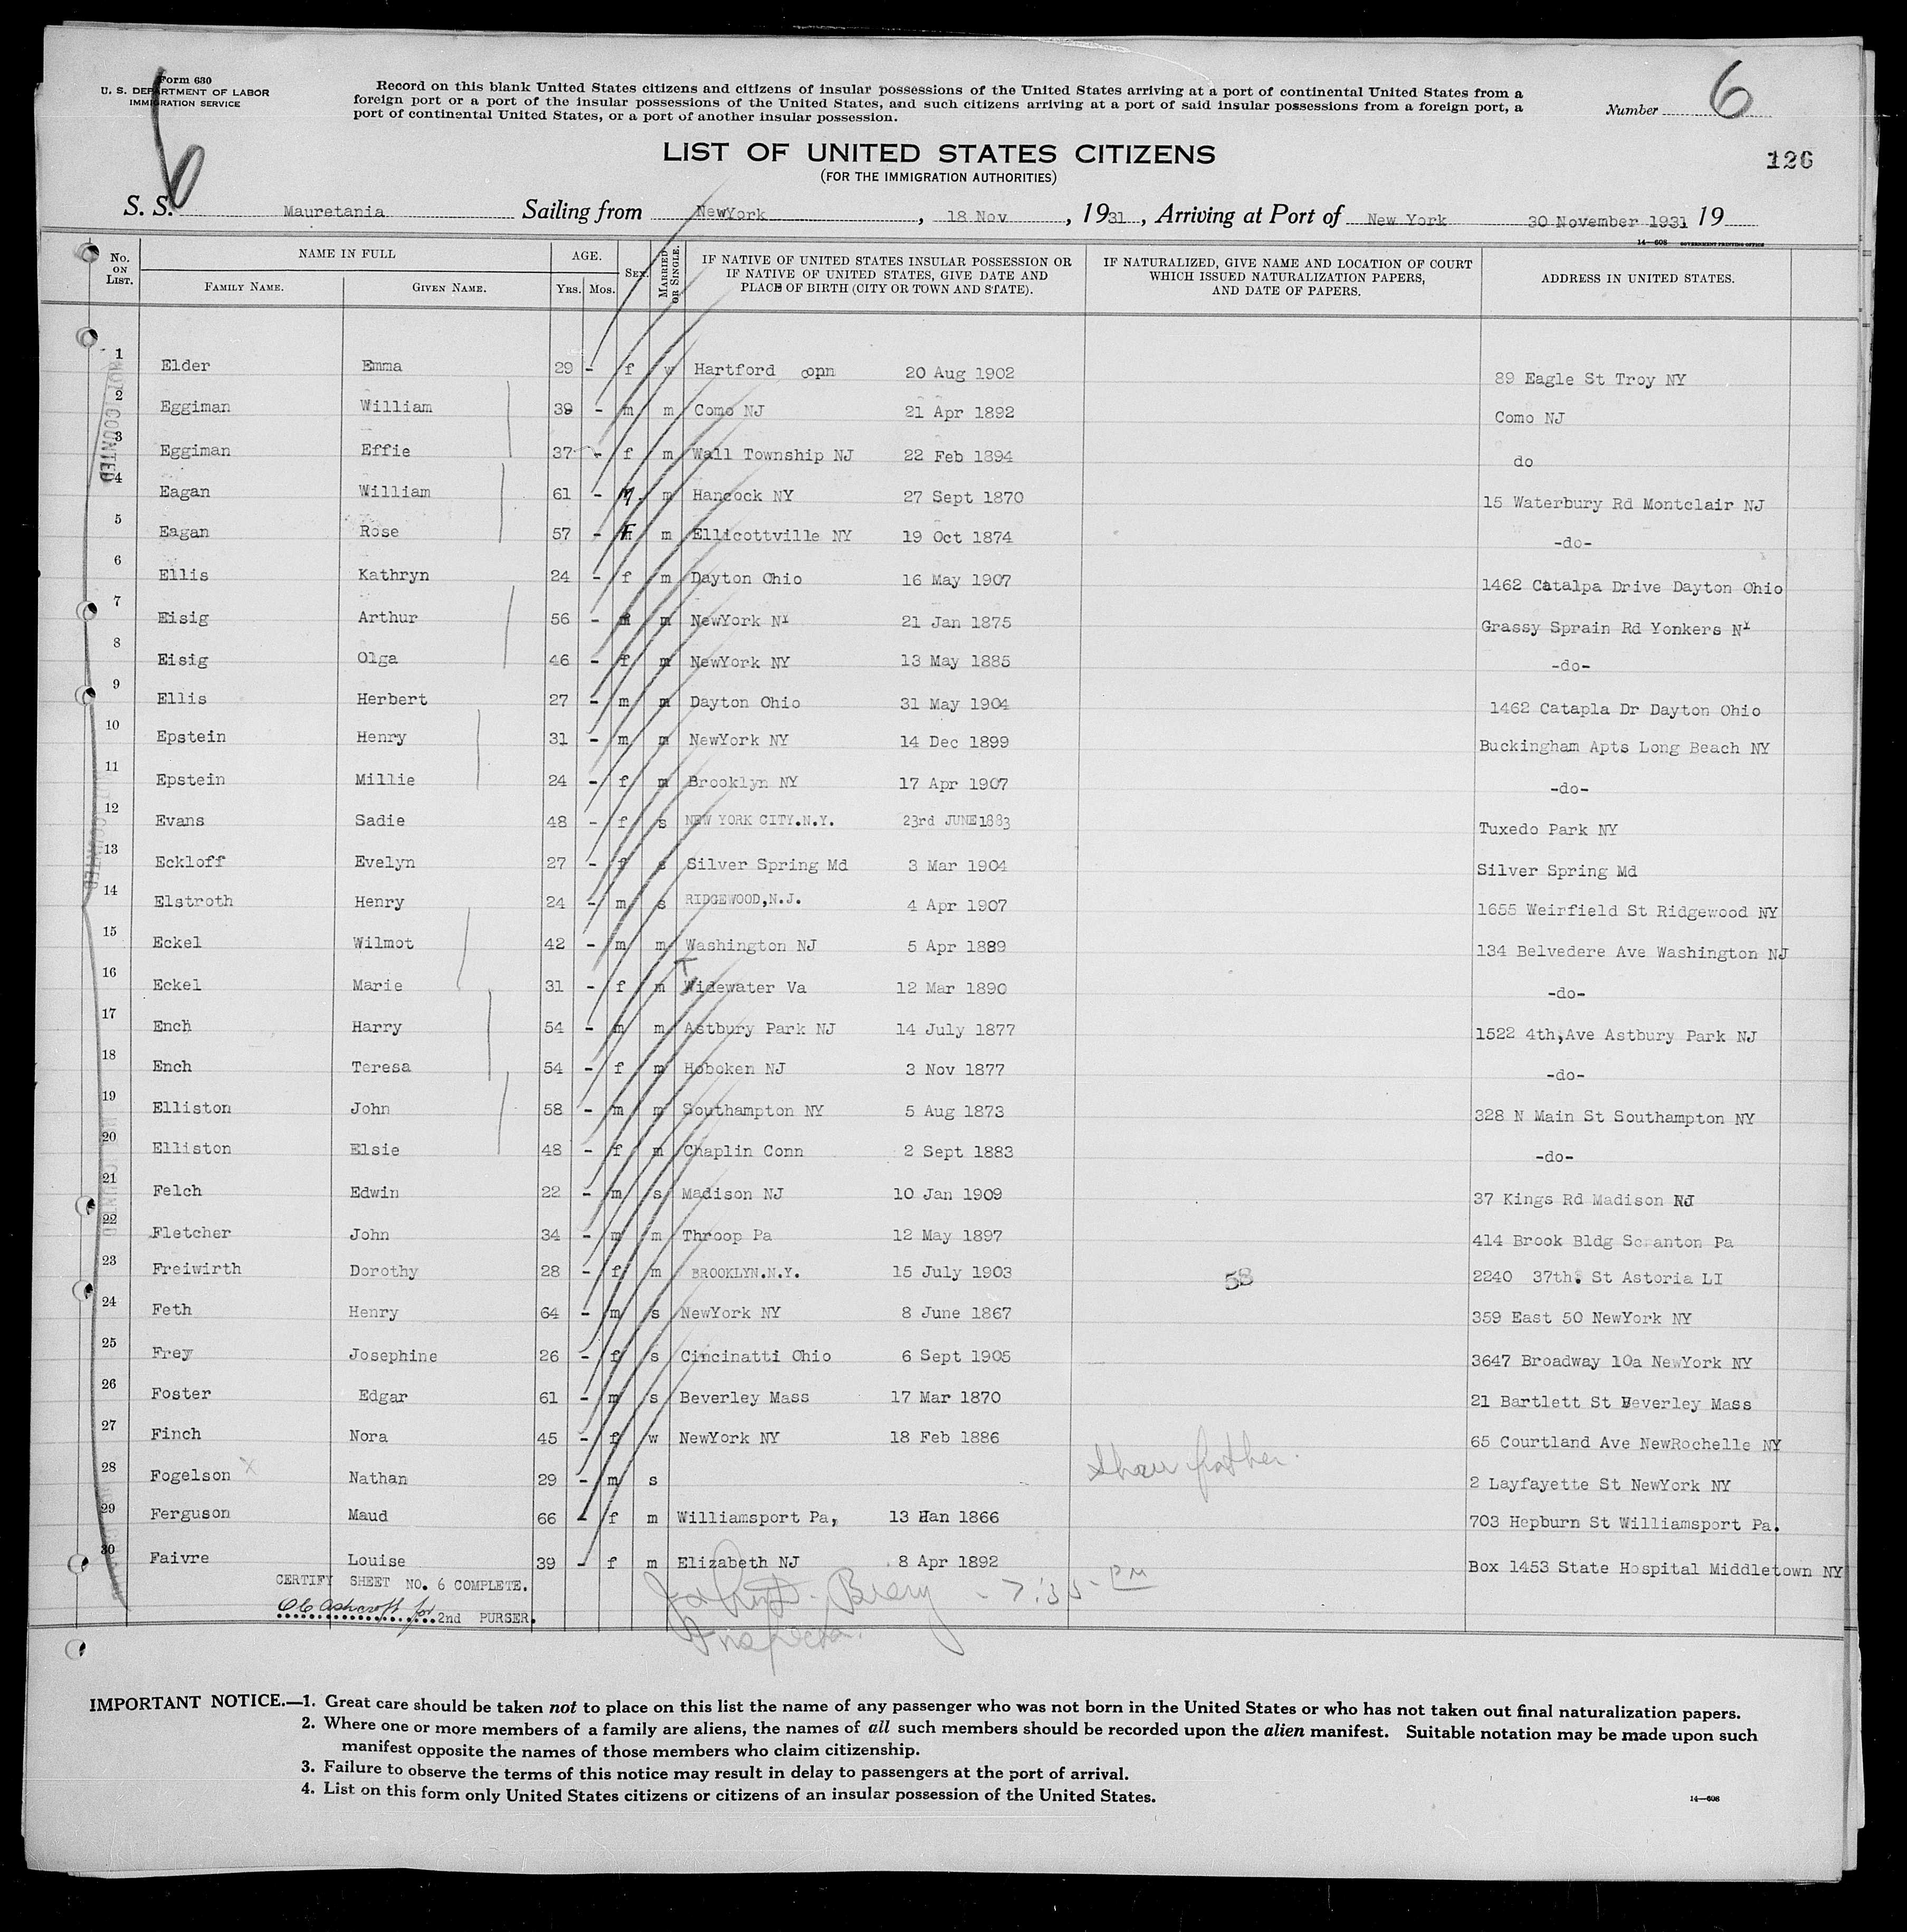 Form 630
U. S. DEPARTMENT OF LABOR
IMMIGRATION SERVICE
Record on this blank United States citizens and citizens of insular possessions of the United States arriving at a port of continental United States from a
foreign port or a port of the insular possessions of the United States, and such citizens arriving at a port of said insular possessions from a foreign port, a
port of continental United States, or a port of another insular possession.
Number 6
6
LIST OF UNITED STATES CITIZENS
126
(FOR THE IMMIGRATION AUTHORITIES)
S. S. Mauretania Sailing from NewYork, 18 Nov, 1931, Arriving at Port of New York 30 November 1931 19
14—608 GOVERNMENT PRINTING OFFICE
No. ON LIST. NAME IN FULL FAMILY NAME. GIVEN NAME. AGE. YRS. MOS. SEX. MARRIED OR SINGLE. IF NATIVE OF UNITED STATES INSULAR POSSESSION OR IF NATIVE OF UNITED STATES, GIVE DATE AND PLACE OF BIRTH (CITY OR TOWN AND STATE). IF NATURALIZED, GIVE NAME AND LOCATION OF COURT WHICH ISSUED NATURALIZATION PAPERS, AND DATE OF PAPERS. ADDRESS IN UNITED STATES.
1 Elder Emma 29 - f w Hartford conn 20 Aug 1902 89 Eagle St Troy NY
2 Eggiman William 39 - m m Como NJ 21 Apr 1892 Como NJ
3 Eggiman Effie 37 - f m Wall Township NJ 22 Feb 1894 do
4 Eagan William 61 - M. m Hancock NY 27 Sept 1870 15 Waterbury Rd Montclair NJ
5 Eagan Rose 57 - F m Ellicottville NY 19 Oct 1874 -do-
6 Ellis Kathryn 24 - f m Dayton Ohio 16 May 1907 1462 Catalpa Drive Dayton Ohio
7 Eisig Arthur 56 - m m NewYork NY 21 Jan 1875 Grassy Sprain Rd Yonkers NY
8 Eisig Olga 46 - f m NewYork NY 13 May 1885 -do-
9 Ellis Herbert 27 - m m Dayton Ohio 31 May 1904 1462 Catapla Dr Dayton Ohio
10 Epstein Henry 31 - m m NewYork NY 14 Dec 1899 Buckingham Apts Long Beach NY
11 Epstein Millie 24 - f m Brooklyn NY 17 Apr 1907 -do-
12 Evans Sadie 48 - f s NEW YORK CITY.N.Y. 23rd JUNE1883 Tuxedo Park NY
13 Eckloff Evelyn 27 - f s Silver Spring Md 3 Mar 1904 Silver Spring Md
14 Elstroth Henry 24 - m s RIDGEWOOD,N.J. 4 Apr 1907 1655 Weirfield St Ridgewood NY
15 Eckel Wilmot 42 - m m Washington NJ 5 Apr 1889 134 Belvedere Ave Washington NJ
16 Eckel Marie 31 - f m Tidewater Va 12 Mar 1890 -do-
17 Ench Harry 54 - m m Astbury Park NJ 14 July 1877 1522 4th,Ave Astbury Park NJ
18 Ench Teresa 54 - f m Hoboken NJ 3 Nov 1877 -do-
19 Elliston John 58 - m m Southampton NY 5 Aug 1873 328 N Main St Southampton NY
20 Elliston Elsie 48 - f m Chaplin Conn 2 Sept 1883 -do-
21 Felch Edwin 22 - m s Madison NJ 10 Jan 1909 37 Kings Rd Madison NJ
22 Fletcher John 34 - m m Throop Pa 12 May 1897 414 Brook Bldg Scranton Pa
23 Freiwirth Dorothy 28 - f m BROOKLYN.N.Y. 15 July 1903 58 2240 37th. St Astoria LI
24 Feth Henry 64 - m s NewYork NY 8 June 1867 359 East 50 NewYork NY
25 Frey Josephine 26 - f s Cincinatti Ohio 6 Sept 1905 3647 Broadway 10a NewYork NY
26 Foster Edgar 61 - m s Beverley Mass 17 Mar 1870 21 Bartlett St Beverley Mass
27 Finch Nora 45 - f w NewYork NY 18 Feb 1886 65 Courtland Ave NewRochelle NY
28 Fogelson x Nathan 29 - m s father. 2 Layfayette St NewYork NY
29 Ferguson Maud 66 - f m Williamsport Pa, 13 Han 1866 703 Hepburn St Williamsport Pa.
30 Faivre Louise 39 - f m Elizabeth NJ 8 Apr 1892 Box 1453 State Hospital Middletown NY
CERTIFY SHEET NO. 6 COMPLETE.
Ashcroft for 2nd PURSER.
- 7:35 - PM
Inspector.
IMPORTANT NOTICE.—1. Great care should be taken not to place on this list the name of any passenger who was not born in the United States or who has not taken out final naturalization papers.
2. Where one or more members of a family are aliens, the names of all such members should be recorded upon the alien manifest. Suitable notation may be made upon such
manifest opposite the names of those members who claim citizenship.
3. Failure to observe the terms of this notice may result in delay to passengers at the port of arrival.
4. List on this form only United States citizens or citizens of an insular possession of the United States.
14—608